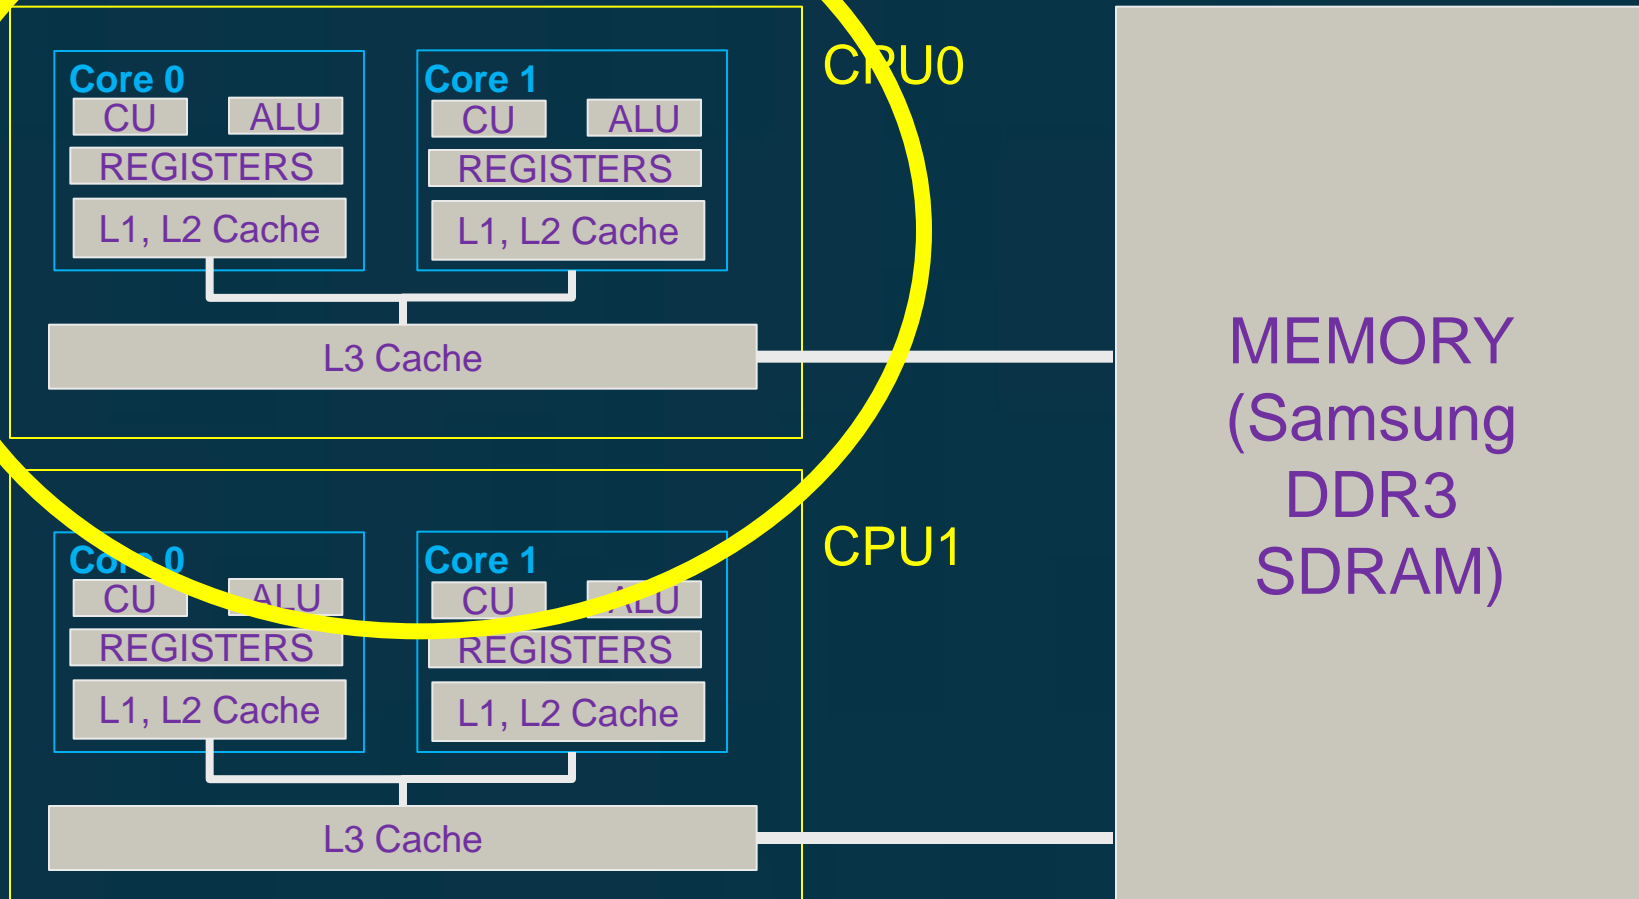 CPU0
Core 0
CU
ALU
REGISTERS
L1, L2 Cache
Core 1
CU
ALU
REGISTERS
L1, L2 Cache
L3 Cache
CPU1
Core 0
CU
ALU
REGISTERS
L1, L2 Cache
Core 1
CU
ALU
REGISTERS
L1, L2 Cache
L3 Cache
MEMORY
(Samsung
DDR3
SDRAM)